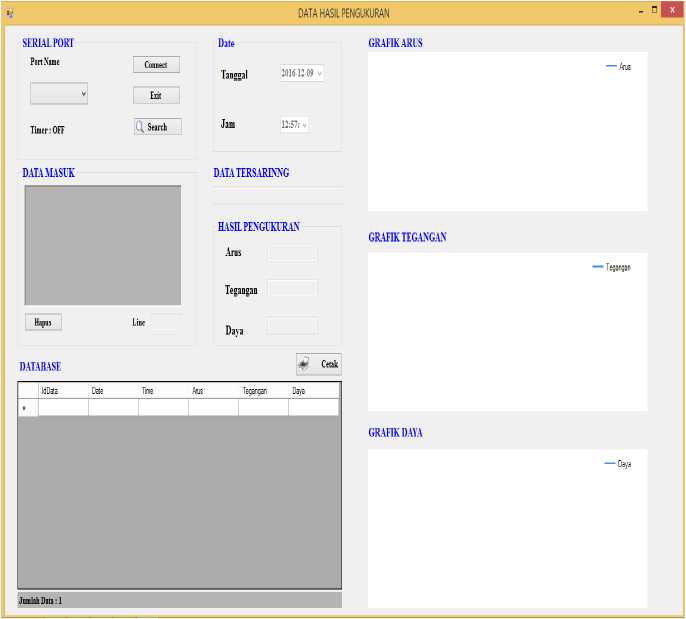 DATA HASIL PENGUKURAN
SERIAL PORT
Port Name
Connect
Exit
Timer : OFF
Search
Date
Tanggal
2016-12-09
Jam
12:57:
DATA MASUK
Hapus
Line
DATA TERSARINNG
HASIL PENGUKURAN
Arus
Tegangan
Daya
DATABASE
Cetak
IdData Date Time Arus Tegangan Daya
Jumlah Data : 1
GRAFIK ARUS
Arus
GRAFIK TEGANGAN
Tegangan
GRAFIK DAYA
Daya